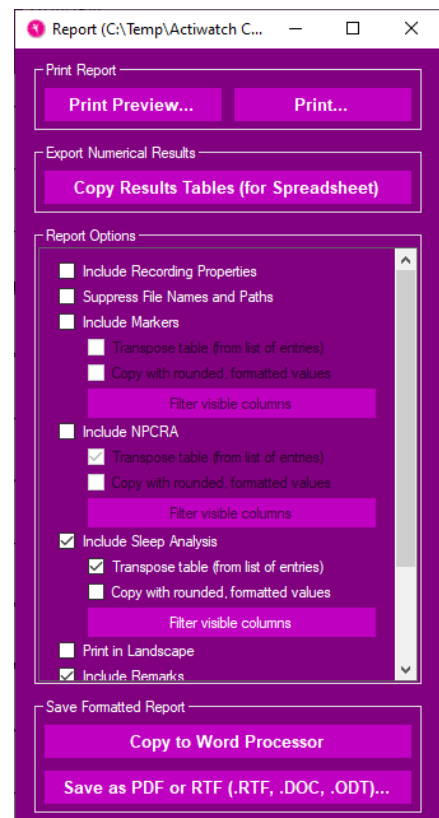 Report (C:\Temp\Actiwatch C...
Print Report
Print Preview...
Print...
Export Numerical Results
Copy Results Tables (for Spreadsheet)
Report Options
Include Recording Properties
Suppress File Names and Paths
Include Markers
Transpose table (from list of entries)
Copy with rounded, formatted values
Filter visible columns
Include NPCRA
Transpose table (from list of entries)
Copy with rounded, formatted values
Filter visible columns
Include Sleep Analysis
Transpose table (from list of entries)
Copy with rounded, formatted values
Filter visible columns
Print in Landscape
Include Remarks
Save Formatted Report
Copy to Word Processor
Save as PDF or RTF (.RTF, .DOC, .ODT)...